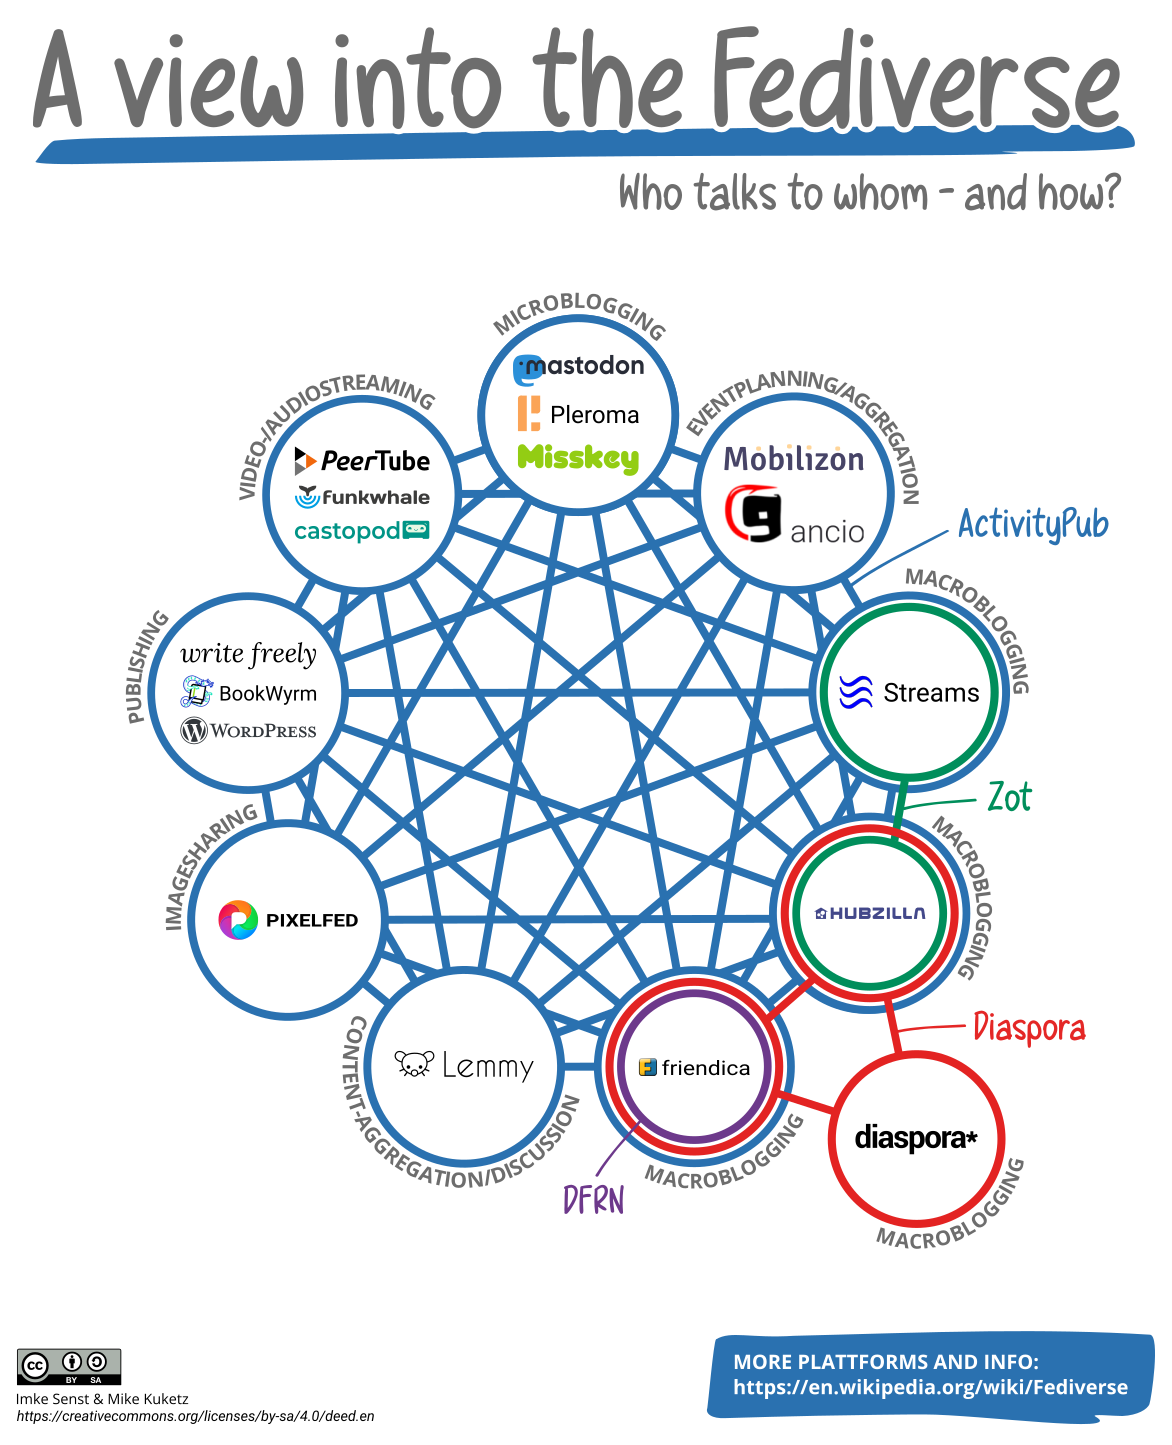 A view into the Fediverse
Who talks to whom - and how?
MICROBLOGGING
mastodon
Pleroma
Misskey
VIDEO-/AUDIOSTREAMING
PeerTube
funkwhale
castopod
EVENTPLANNING/AGGREGATION
Mobilizon
gancio
ActivityPub
MACROBLOGGING
Streams
PUBLISHING
write freely
BookWyrm
WORDPRESS
Zot
IMAGESHARING
PIXELFED
MACROBLOGGING
HUBZILLA
Diaspora
CONTENT-AGGREGATION/DISCUSSION
Lemmy
friendica
MACROBLOGGING
DFRN
diaspora*
MACROBLOGGING
cc BY SA
Imke Senst & Mike Kuketz
https://creativecommons.org/licenses/by-sa/4.0/deed.en
MORE PLATTFORMS AND INFO:
https://en.wikipedia.org/wiki/Fediverse